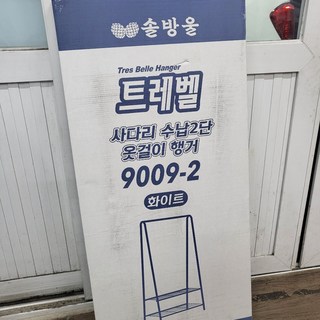 솔방울
Tres Belle Hanger
트레벨
사다리 수납2단
옷걸이 행거
9009-2
화이트